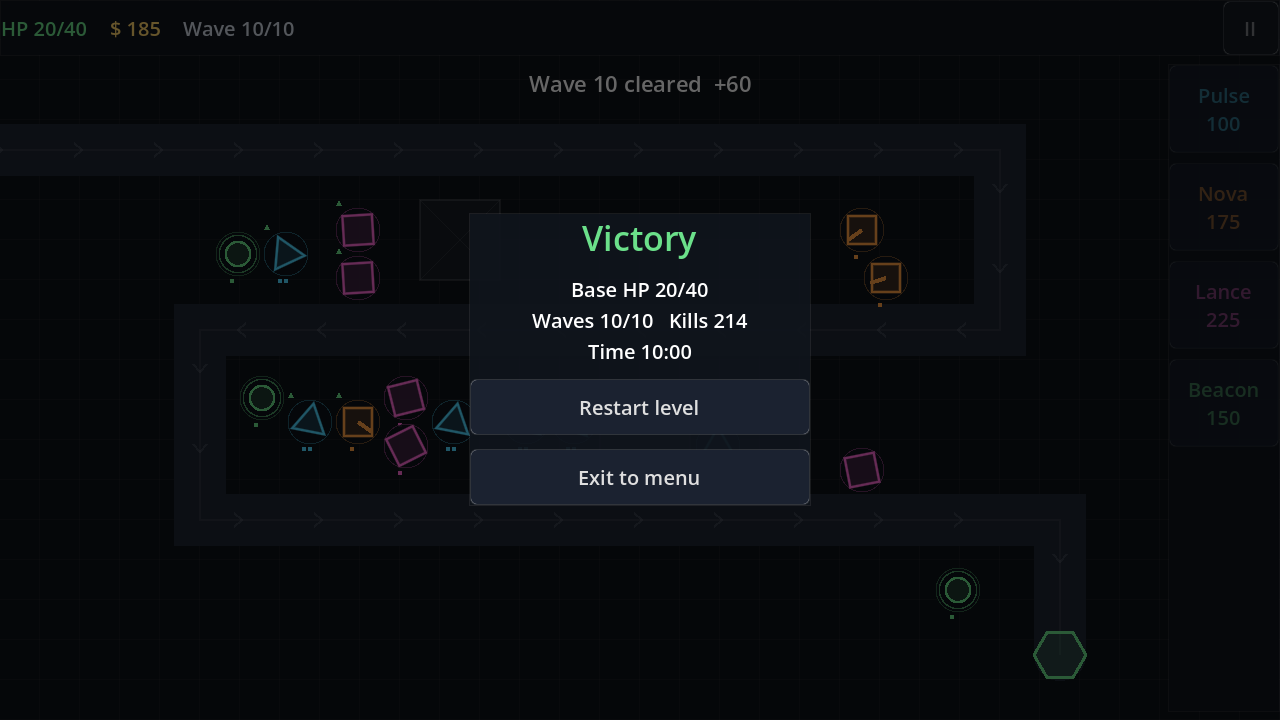 HP 20/40 $ 185 Wave 10/10
Wave 10 cleared +60
Pulse
100
Nova
175
Lance
225
Beacon
150
Victory
Base HP 20/40
Waves 10/10 Kills 214
Time 10:00
Restart level
Exit to menu